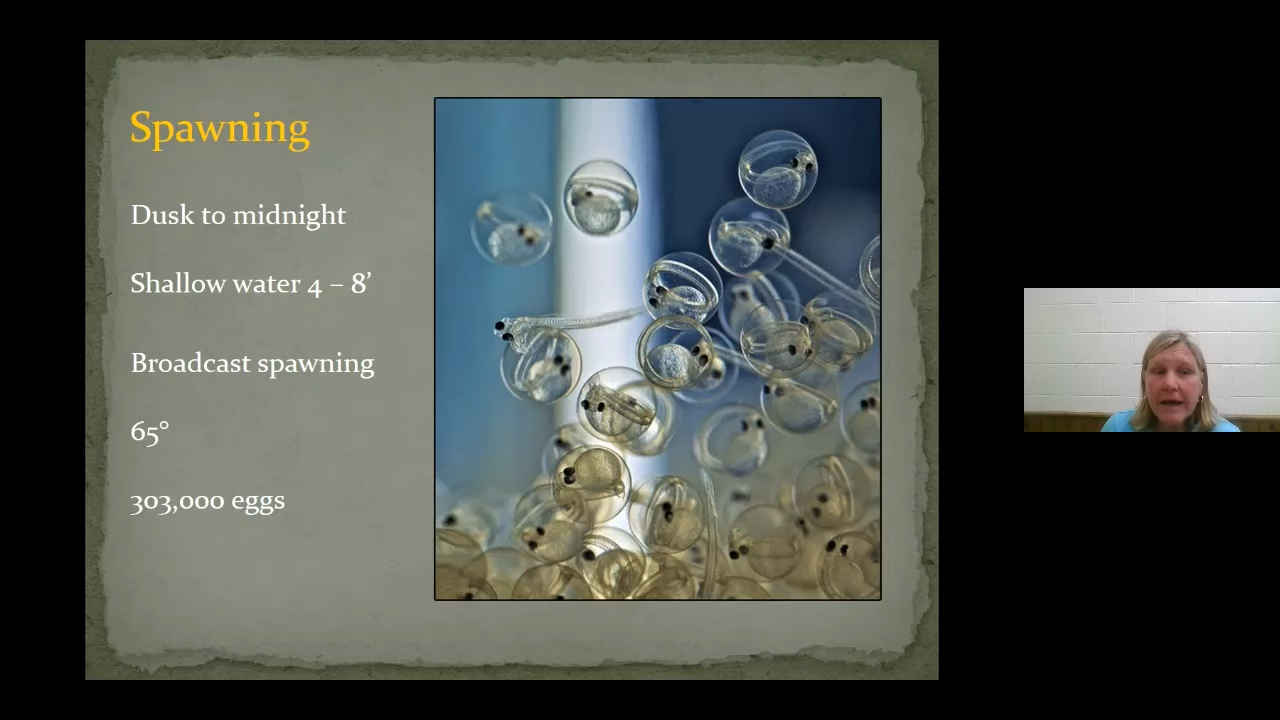 Spawning
Dusk to midnight
Shallow water 4 – 8’
Broadcast spawning
65°
303,000 eggs